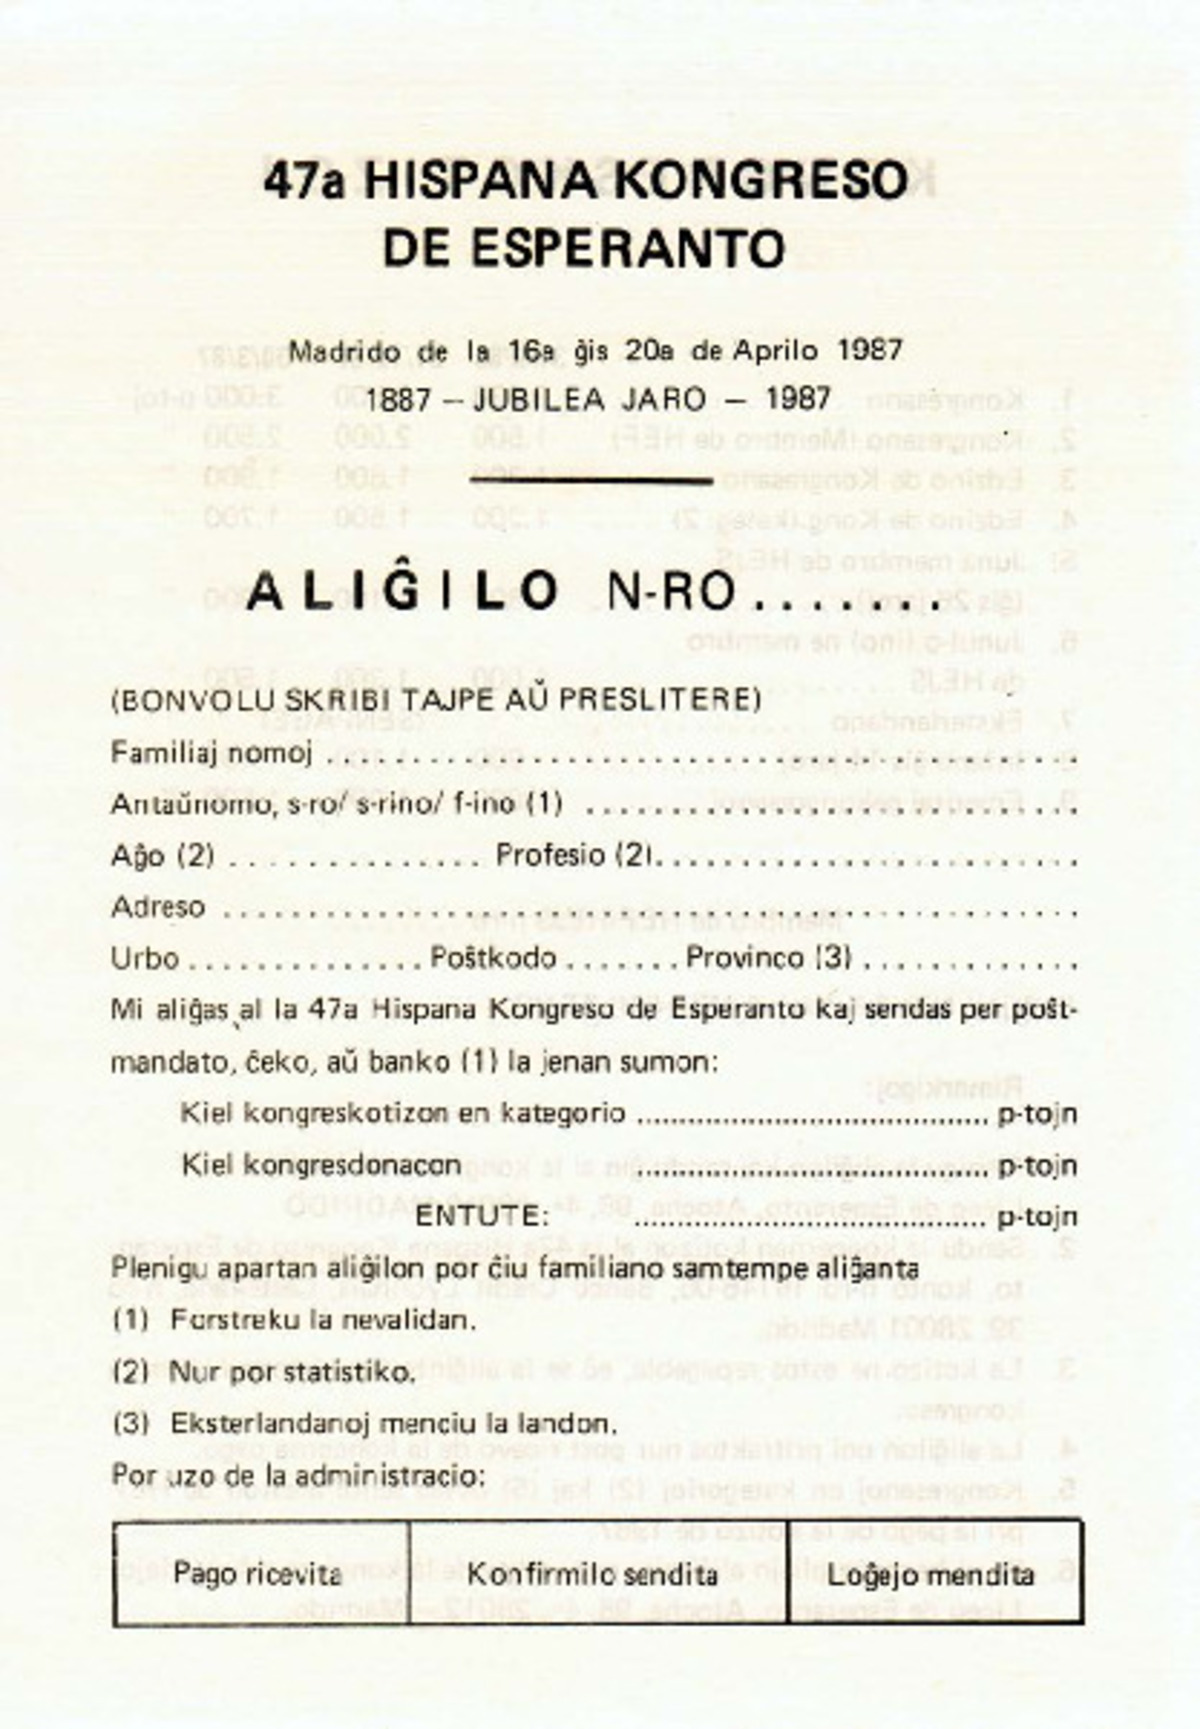 47a HISPANA KONGRESO
DE ESPERANTO
Madrido de la 16a ĝis 20a de Aprilo 1987
1887 – JUBILEA JARO – 1987
ALIĜILO N-RO.......
(BONVOLU SKRIBI TAJPE AŬ PRESLITERE)
Familiaj nomoj ........................................
Antaŭnomo, s-ro/ s-rino/ f-ino (1) ..........................
Aĝo (2) .............. Profesio (2).......................
Adreso ..............................................
Urbo ............. Poŝtkodo ....... Provinco (3) ............
Mi aliĝas al la 47a Hispana Kongreso de Esperanto kaj sendas per poŝt-
mandato, ĉeko, aŭ banko (1) la jenan sumon:
Kiel kongreskotizon en kategorio ........................................ p-tojn
Kiel kongresdonacon ........................................ p-tojn
ENTUTE: ........................................ p-tojn
Plenigu apartan aliĝilon por ĉiu familiano samtempe aliĝanta
(1) Forstreku la nevalidan.
(2) Nur por statistiko.
(3) Eksterlandanoj menciu la landon.
Por uzo de la administracio:
Pago ricevita Konfirmilo sendita Loĝejo mendita